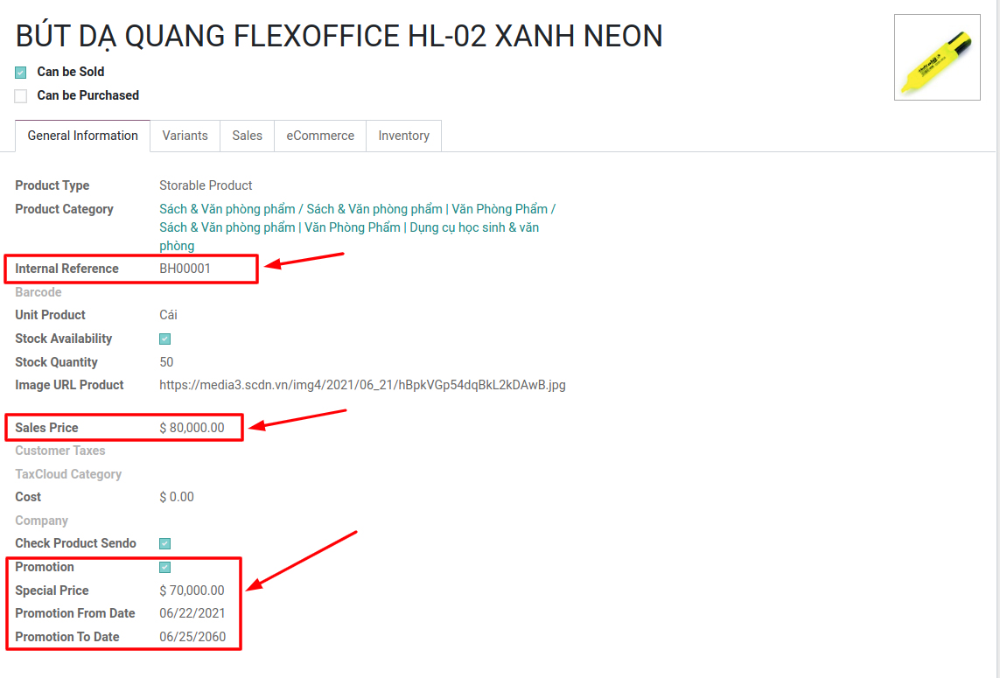 BÚT DẠ QUANG FLEXOFFICE HL-02 XANH NEON
Can be Sold
Can be Purchased
General Information Variants Sales eCommerce Inventory
Product Type Storable Product
Product Category Sách & Văn phòng phẩm / Sách & Văn phòng phẩm | Văn Phòng Phẩm /
Sách & Văn phòng phẩm | Văn Phòng Phẩm | Dụng cụ học sinh & văn
phòng
Internal Reference BH00001
Barcode
Unit Product Cái
Stock Availability
Stock Quantity 50
Image URL Product https://media3.scdn.vn/img4/2021/06_21/hBpkVGp54dqBkL2kDAwB.jpg
Sales Price $ 80,000.00
Customer Taxes
TaxCloud Category
Cost $ 0.00
Company
Check Product Sendo
Promotion
Special Price $ 70,000.00
Promotion From Date 06/22/2021
Promotion To Date 06/25/2060